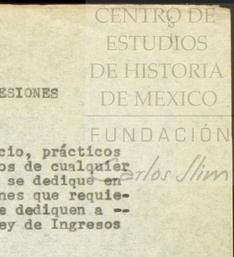 CENTRO DE
ESTUDIOS
DE HISTORIA
DE MEXICO
FUNDACIÓN
Carlos Slim
ESIONES
cio, prácticos
os de cualquier
se dedique en
nes que requie-
e dediquen a --
ey de Ingresos